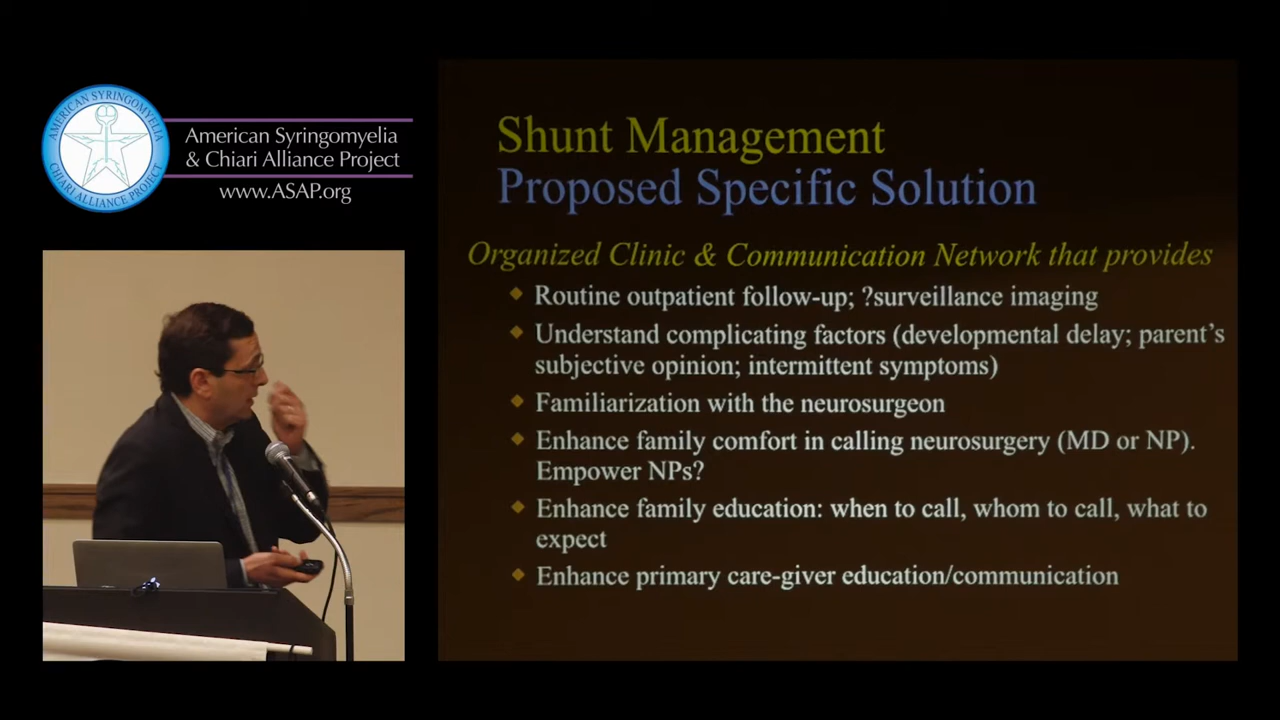 AMERICAN SYRINGOMYELIA
CHIARI ALLIANCE PROJECT
American Syringomyelia
& Chiari Alliance Project
www.ASAP.org
Shunt Management
Proposed Specific Solution
Organized Clinic & Communication Network that provides
Routine outpatient follow-up; ?surveillance imaging
Understand complicating factors (developmental delay; parent's
subjective opinion; intermittent symptoms)
Familiarization with the neurosurgeon
Enhance family comfort in calling neurosurgery (MD or NP).
Empower NPs?
Enhance family education: when to call, whom to call, what to
expect
Enhance primary care-giver education/communication